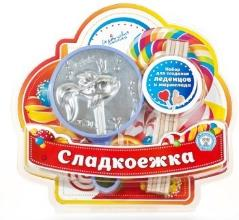 Набор
для создания
леденцов
и мармелада
Сладкоежка